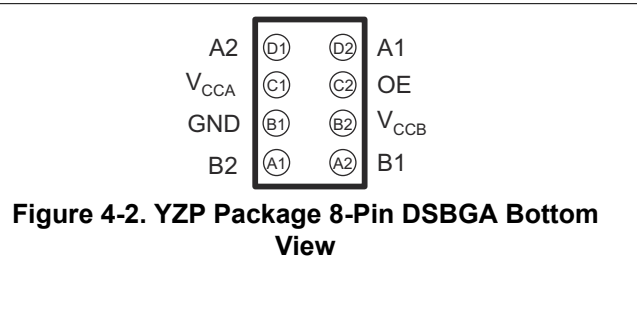 A2 D1 D2 A1
VCCA C1 C2 OE
GND B1 B2 VCCB
B2 A1 A2 B1
Figure 4-2. YZP Package 8-Pin DSBGA Bottom
View